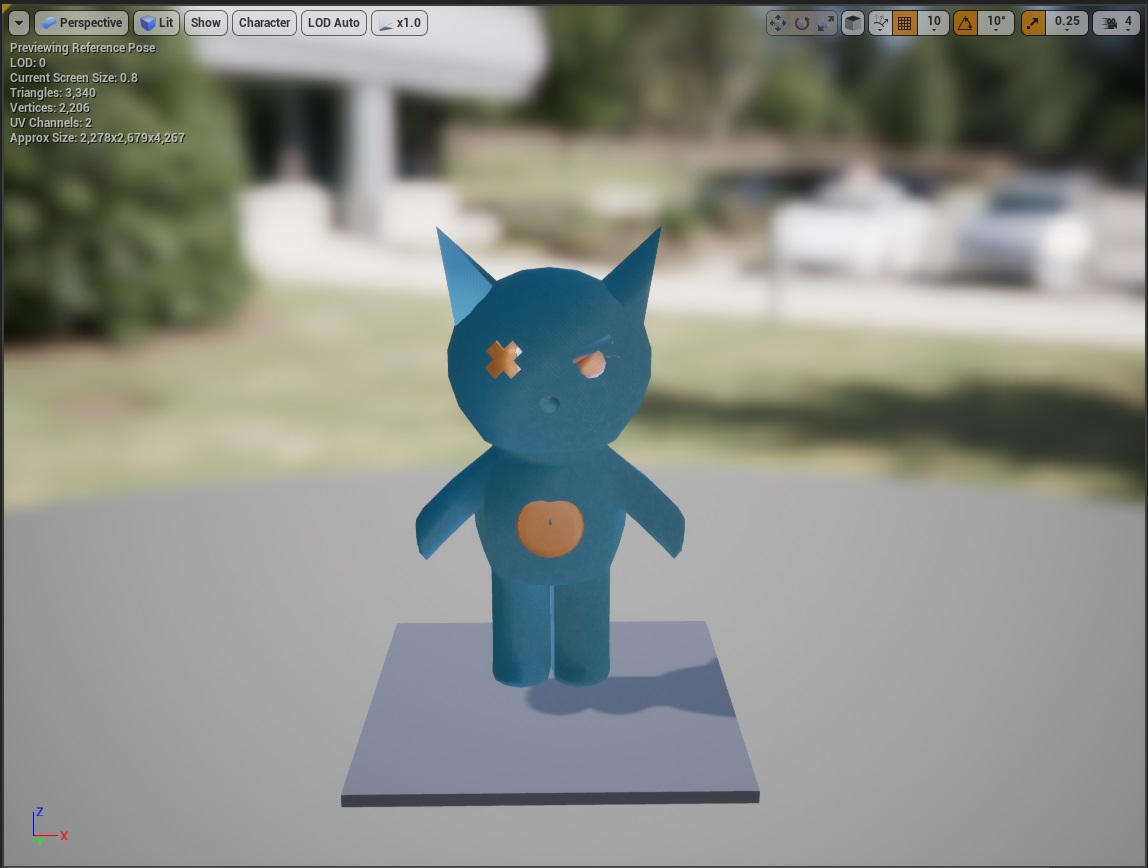 Perspective Lit Show Character LOD Auto x1.0 10 10° 0.25 4
Previewing Reference Pose
LOD: 0
Current Screen Size: 0.8
Triangles: 3,340
Vertices: 2,206
UV Channels: 2
Approx Size: 2,278x2,679x4,267
Z
X